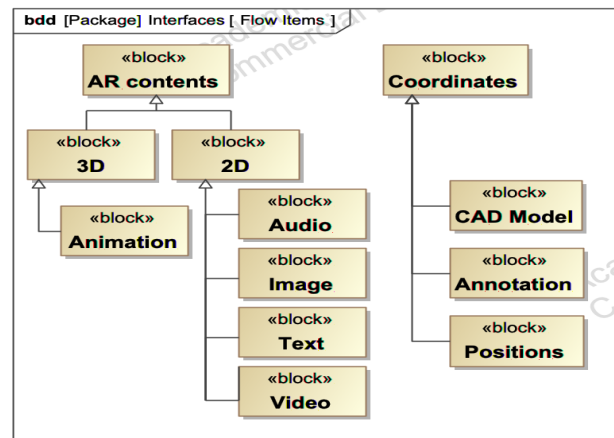 bdd [Package] Interfaces [ Flow Items ]
«block»
AR contents
«block»
Coordinates
«block»
3D
«block»
2D
«block»
Animation
«block»
Audio
«block»
Image
«block»
Text
«block»
Video
«block»
CAD Model
«block»
Annotation
«block»
Positions